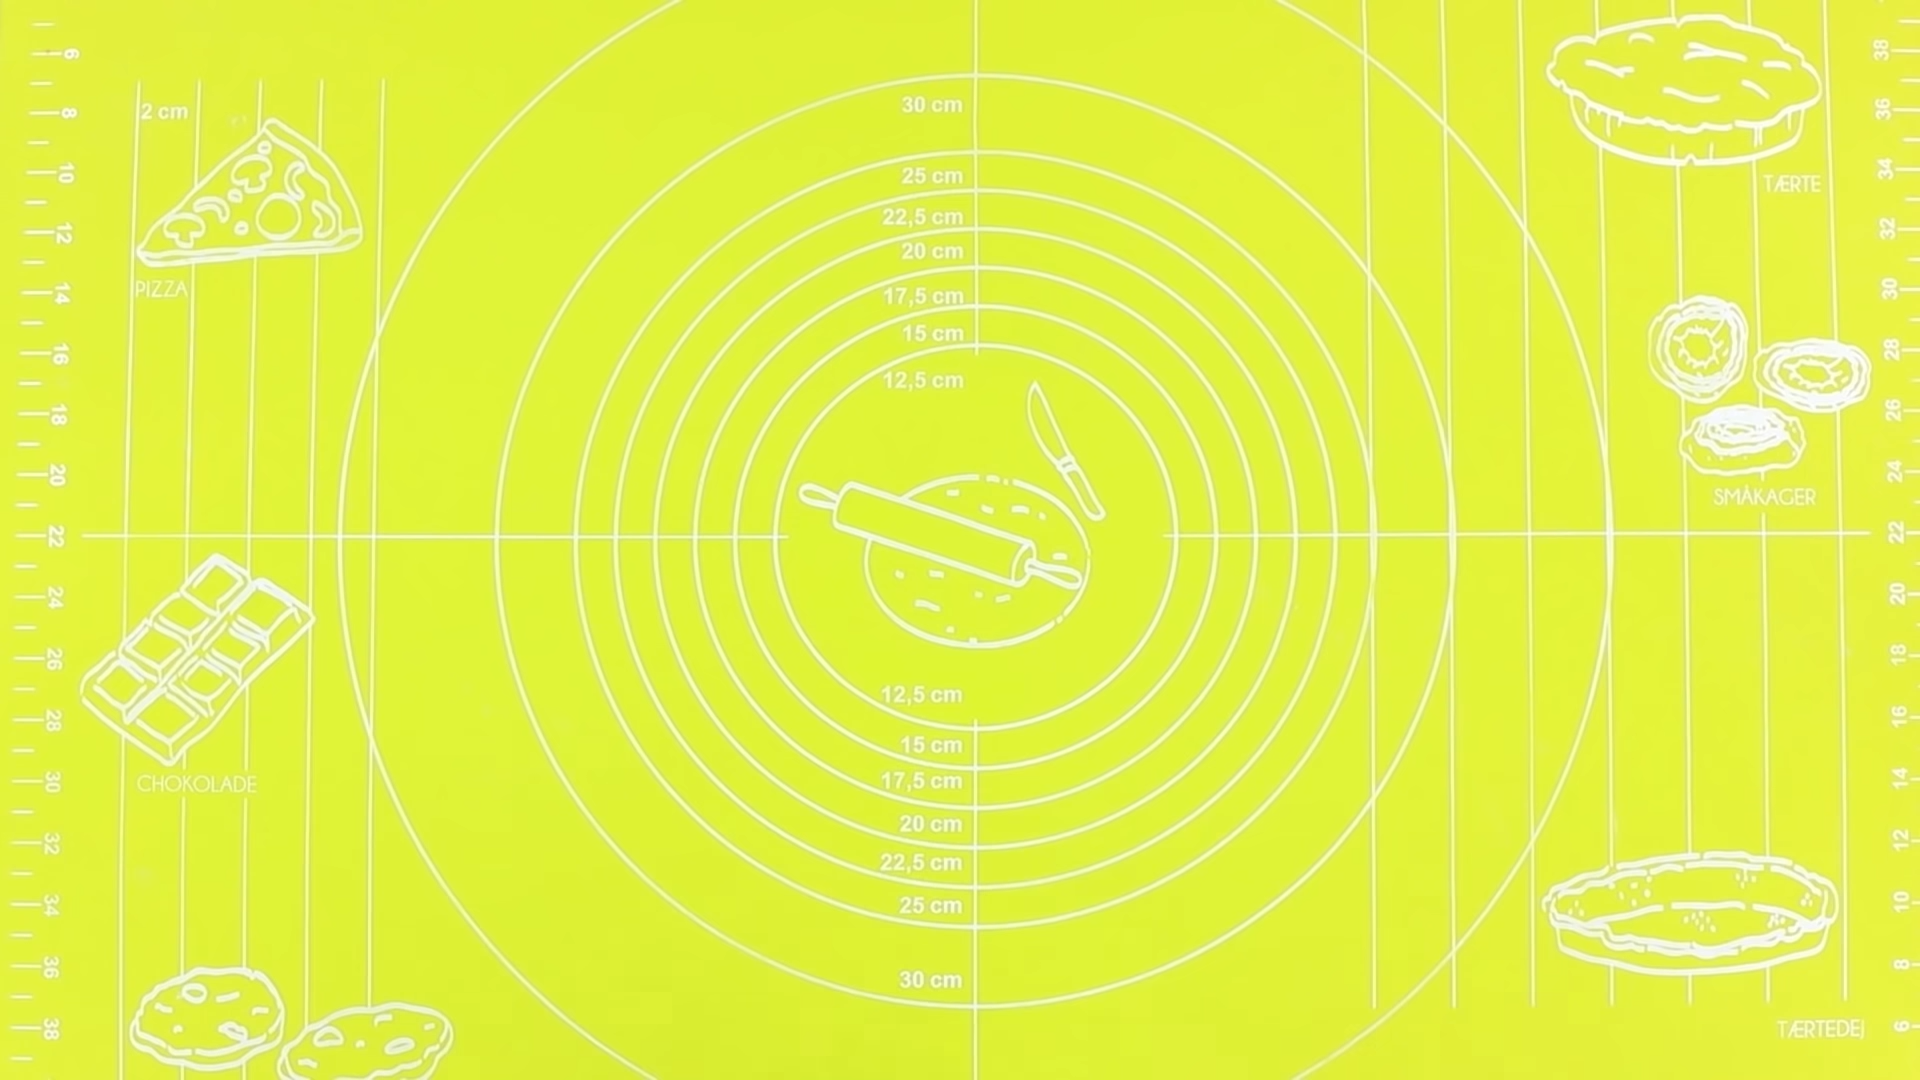 6
8
10
12
14
16
18
20
22
24
26
28
30
32
34
36
38
2 cm
PIZZA
CHOKOLADE
30 cm
25 cm
22,5 cm
20 cm
17,5 cm
15 cm
12,5 cm
12,5 cm
15 cm
17,5 cm
20 cm
22,5 cm
25 cm
30 cm
TÆRTE
SMÅKAGER
TÆRTEDEJ
38
36
34
32
30
28
26
24
22
20
18
16
14
12
10
8
6